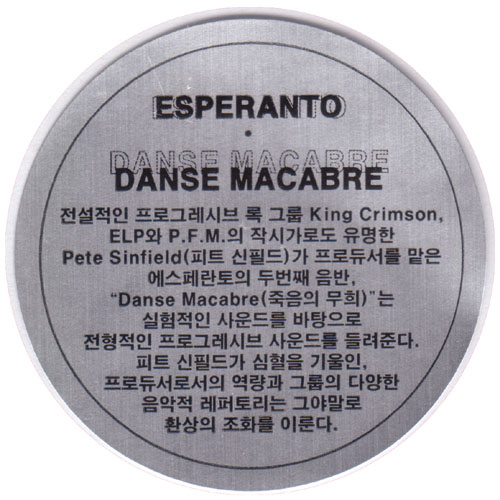 ESPERANTO
•
DANSE MACABRE
DANSE MACABRE
전설적인 프로그레시브 록 그룹 King Crimson,
ELP와 P.F.M.의 작시가로도 유명한
Pete Sinfield(피트 신필드)가 프로듀서를 맡은
에스페란토의 두번째 음반,
“Danse Macabre(죽음의 무희)”는
실험적인 사운드를 바탕으로
전형적인 프로그레시브 사운드를 들려준다.
피트 신필드가 심혈을 기울인,
프로듀서로서의 역량과 그룹의 다양한
음악적 레퍼토리는 그야말로
환상의 조화를 이룬다.